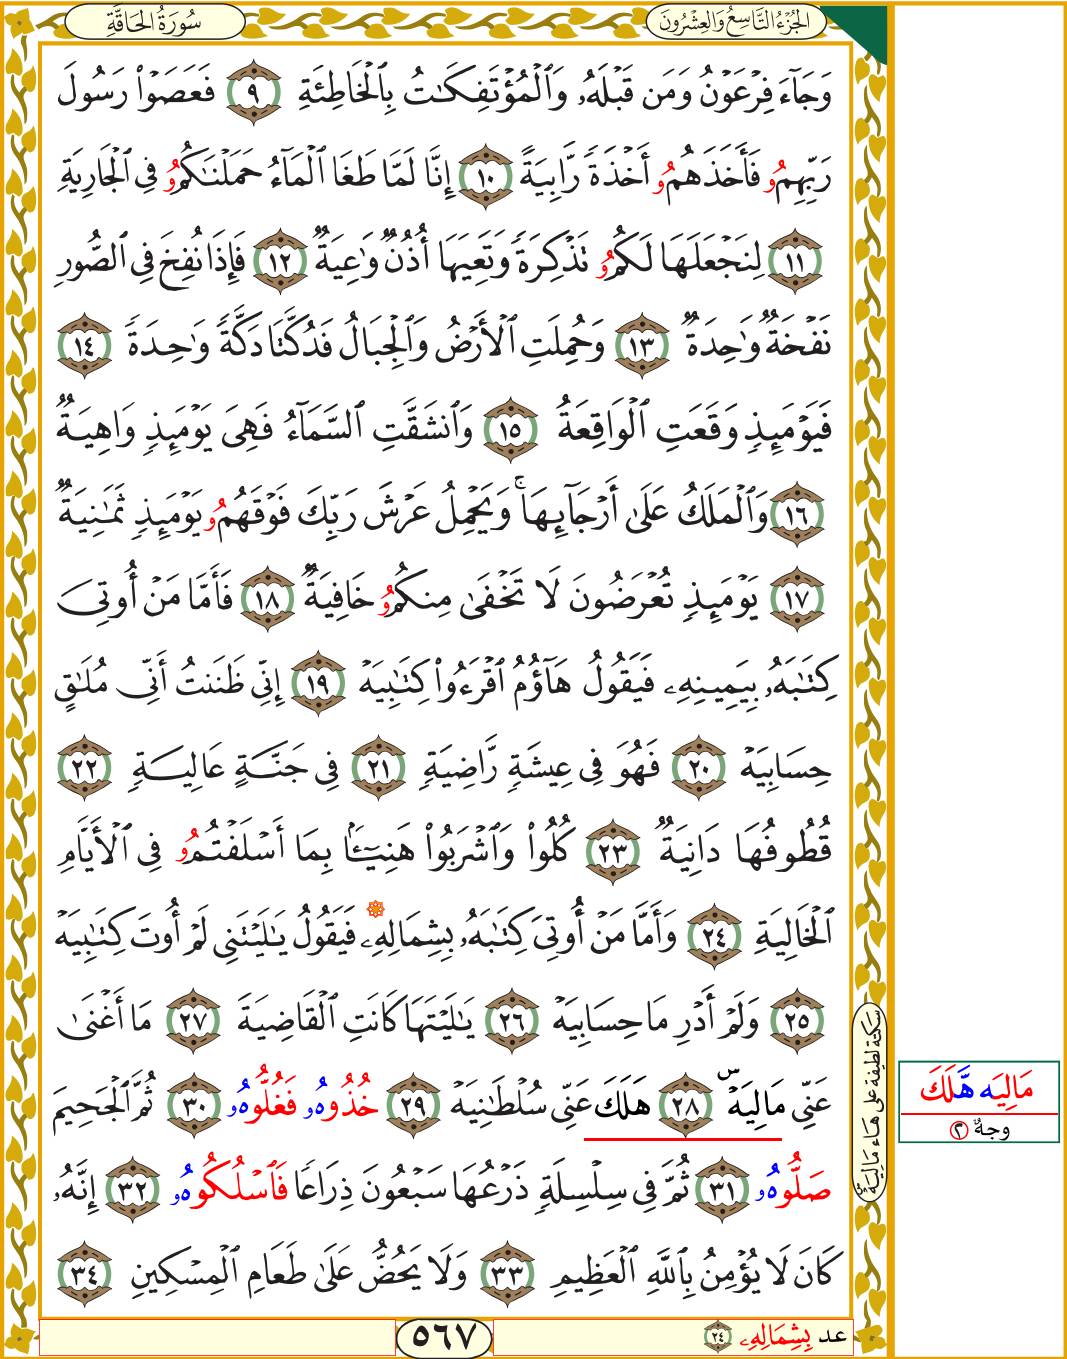 سُورَةُ الحَاقَّةِ
الجُزْءُ التَّاسِعُ وَالعِشْرُونَ
وَجَآءَ فِرْعَوْنُ وَمَن قَبْلَهُۥ وَٱلْمُؤْتَفِكَٰتُ بِٱلْخَاطِئَةِ ٩ فَعَصَوْا۟ رَسُولَ
رَبِّهِمُۥ فَأَخَذَهُمُۥ أَخْذَةً رَّابِيَةً ١٠ إِنَّا لَمَّا طَغَا ٱلْمَآءُ حَمَلْنَٰكُمُۥ فِي ٱلْجَارِيَةِ
١١ لِنَجْعَلَهَا لَكُمُۥ تَذْكِرَةً وَتَعِيَهَا أُذُنٌ وَٰعِيَةٌ ١٢ فَإِذَا نُفِخَ فِي ٱلصُّورِ
نَفْخَةٌ وَٰحِدَةٌ ١٣ وَحُمِلَتِ ٱلْأَرْضُ وَٱلْجِبَالُ فَدُكَّتَا دَكَّةً وَٰحِدَةً ١٤
فَيَوْمَئِذٍ وَقَعَتِ ٱلْوَاقِعَةُ ١٥ وَٱنشَقَّتِ ٱلسَّمَآءُ فَهِىَ يَوْمَئِذٍ وَاهِيَةٌ
١٦ وَٱلْمَلَكُ عَلَىٰ أَرْجَآئِهَا ۚ وَيَحْمِلُ عَرْشَ رَبِّكَ فَوْقَهُمُۥ يَوْمَئِذٍ ثَمَٰنِيَةٌ
١٧ يَوْمَئِذٍ تُعْرَضُونَ لَا تَخْفَىٰ مِنكُمُۥ خَافِيَةٌ ١٨ فَأَمَّا مَنْ أُوتِىَ
كِتَٰبَهُۥ بِيَمِينِهِۦ فَيَقُولُ هَآؤُمُ ٱقْرَءُوا۟ كِتَٰبِيَهْ ١٩ إِنِّى ظَنَنتُ أَنِّى مُلَٰقٍ
حِسَابِيَهْ ٢٠ فَهُوَ فِى عِيشَةٍ رَّاضِيَةٍ ٢١ فِى جَنَّةٍ عَالِيَةٍ ٢٢
قُطُوفُهَا دَانِيَةٌ ٢٣ كُلُوا۟ وَٱشْرَبُوا۟ هَنِيٓـًٔا بِمَا أَسْلَفْتُمُۥ فِى ٱلْأَيَّامِ
ٱلْخَالِيَةِ ٢٤ وَأَمَّا مَنْ أُوتِىَ كِتَٰبَهُۥ بِشِمَالِهِۦ فَيَقُولُ يَٰلَيْتَنِى لَمْ أُوتَ كِتَٰبِيَهْ
٢٥ وَلَمْ أَدْرِ مَا حِسَابِيَهْ ٢٦ يَٰلَيْتَهَا كَانَتِ ٱلْقَاضِيَةَ ٢٧ مَا أَغْنَىٰ
عَنِّى مَالِيَهْ ۜ ٢٨ هَلَكَ عَنِّى سُلْطَٰنِيَهْ ٢٩ خُذُوهُۥ فَغُلُّوهُۥ ٣٠ ثُمَّ ٱلْجَحِيمَ
صَلُّوهُۥ ٣١ ثُمَّ فِى سِلْسِلَةٍ ذَرْعُهَا سَبْعُونَ ذِرَاعًا فَٱسْلُكُوهُۥ ٣٢ إِنَّهُۥ
كَانَ لَا يُؤْمِنُ بِٱللَّهِ ٱلْعَظِيمِ ٣٣ وَلَا يَحُضُّ عَلَىٰ طَعَامِ ٱلْمِسْكِينِ ٣٤
سكتة لطيفة على هاء مَالِيَهْ ۜ
مَالِيَه هَّلَكَ
وجهٌ ٢
عد بِشِمَالِهِۦ ٢٤
٥٦٧